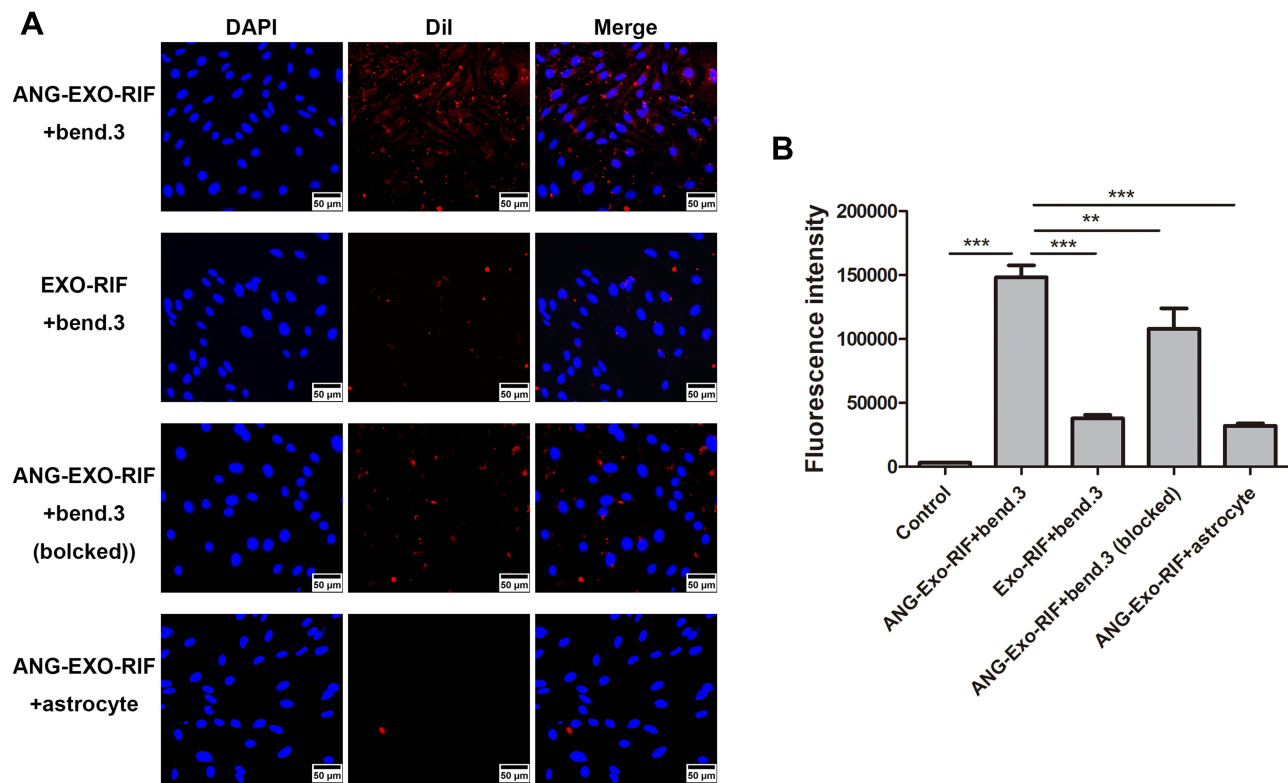 A
DAPI
DiI
Merge
ANG-EXO-RIF
+bend.3
50 µm
50 µm
50 µm
EXO-RIF
+bend.3
50 µm
50 µm
50 µm
ANG-EXO-RIF
+bend.3
(bolcked))
50 µm
50 µm
50 µm
ANG-EXO-RIF
+astrocyte
50 µm
50 µm
50 µm
B
Fluorescence intensity
200000
150000
100000
50000
0
***
**
***
***
Control
ANG-Exo-RIF+bend.3
Exo-RIF+bend.3
ANG-Exo-RIF+bend.3 (blocked)
ANG-Exo-RIF+astrocyte